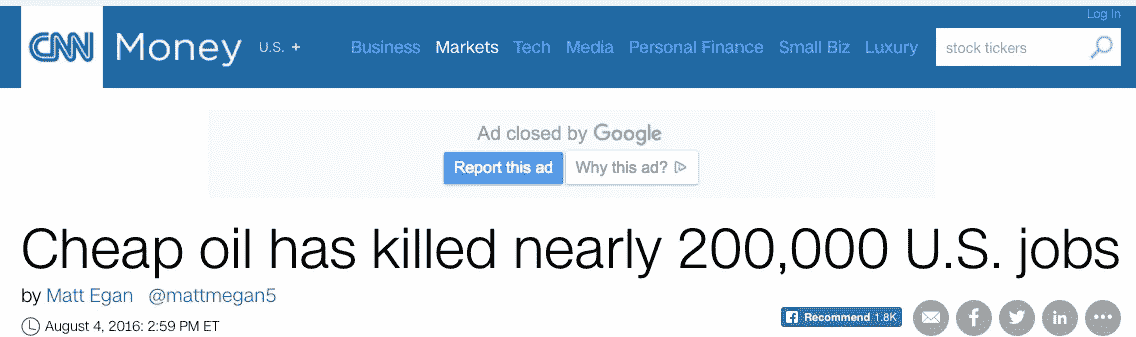 Log In
CNN Money U.S. + Business Markets Tech Media Personal Finance Small Biz Luxury stock tickers
Ad closed by Google
Report this ad Why this ad?
Cheap oil has killed nearly 200,000 U.S. jobs
by Matt Egan @mattmegan5
August 4, 2016: 2:59 PM ET Recommend 1.8K